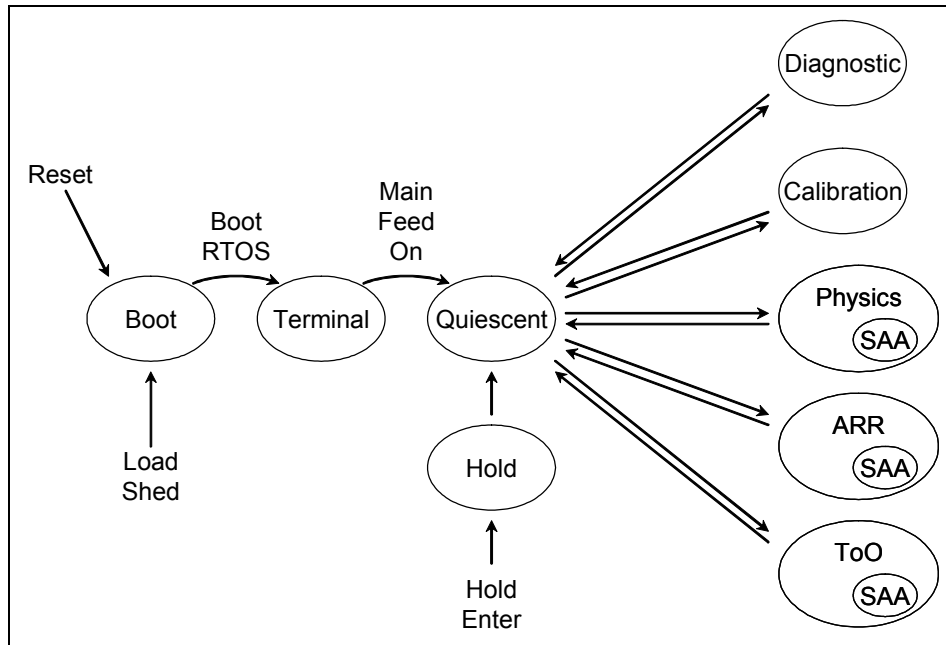 Reset
Boot
RTOS
Main
Feed
On
Boot
Terminal
Quiescent
Load
Shed
Hold
Hold
Enter
Diagnostic
Calibration
Physics
SAA
ARR
SAA
ToO
SAA